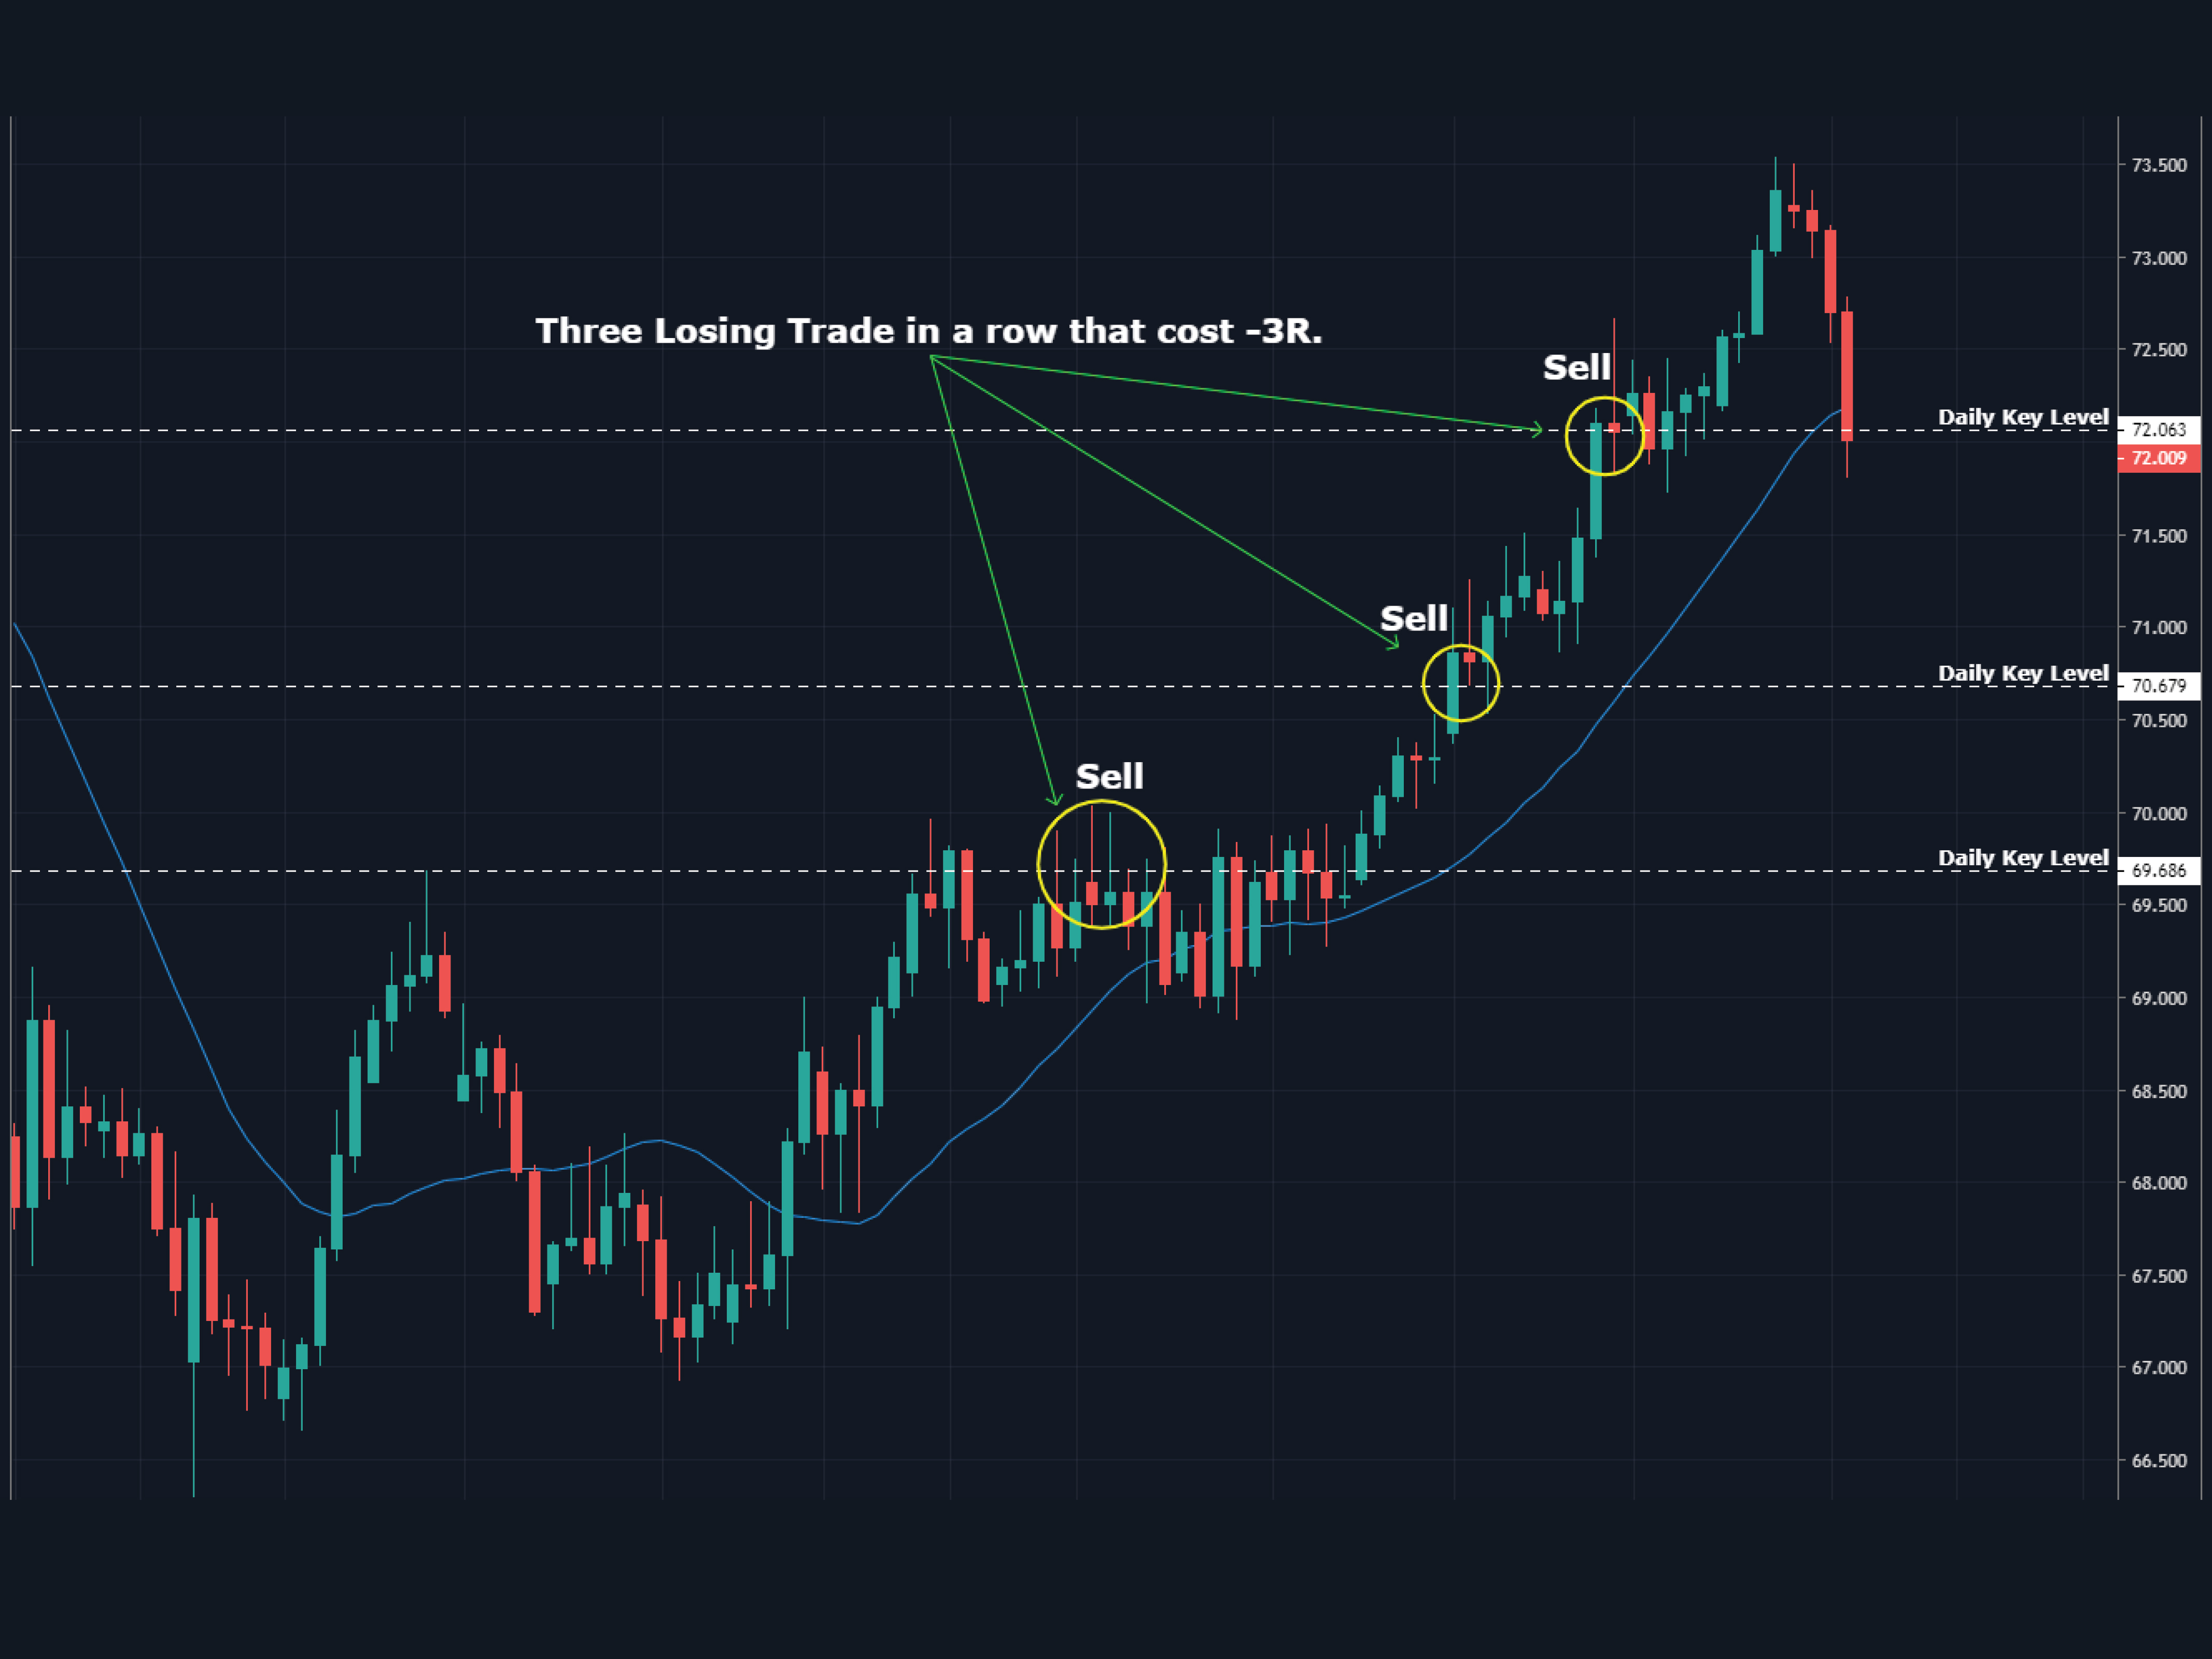 73.500
73.000
Three Losing Trade in a row that cost -3R.
72.500
Sell
Daily Key Level
72.063
72.009
71.500
71.000
Sell
Daily Key Level
70.679
70.500
Sell
70.000
Daily Key Level
69.686
69.500
69.000
68.500
68.000
67.500
67.000
66.500